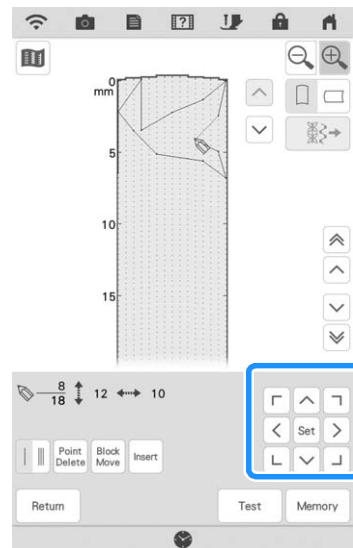 0
mm
5
10
15
8
18 12 10
Set
Point
Delete
Block
Move
Insert
Return
Test
Memory